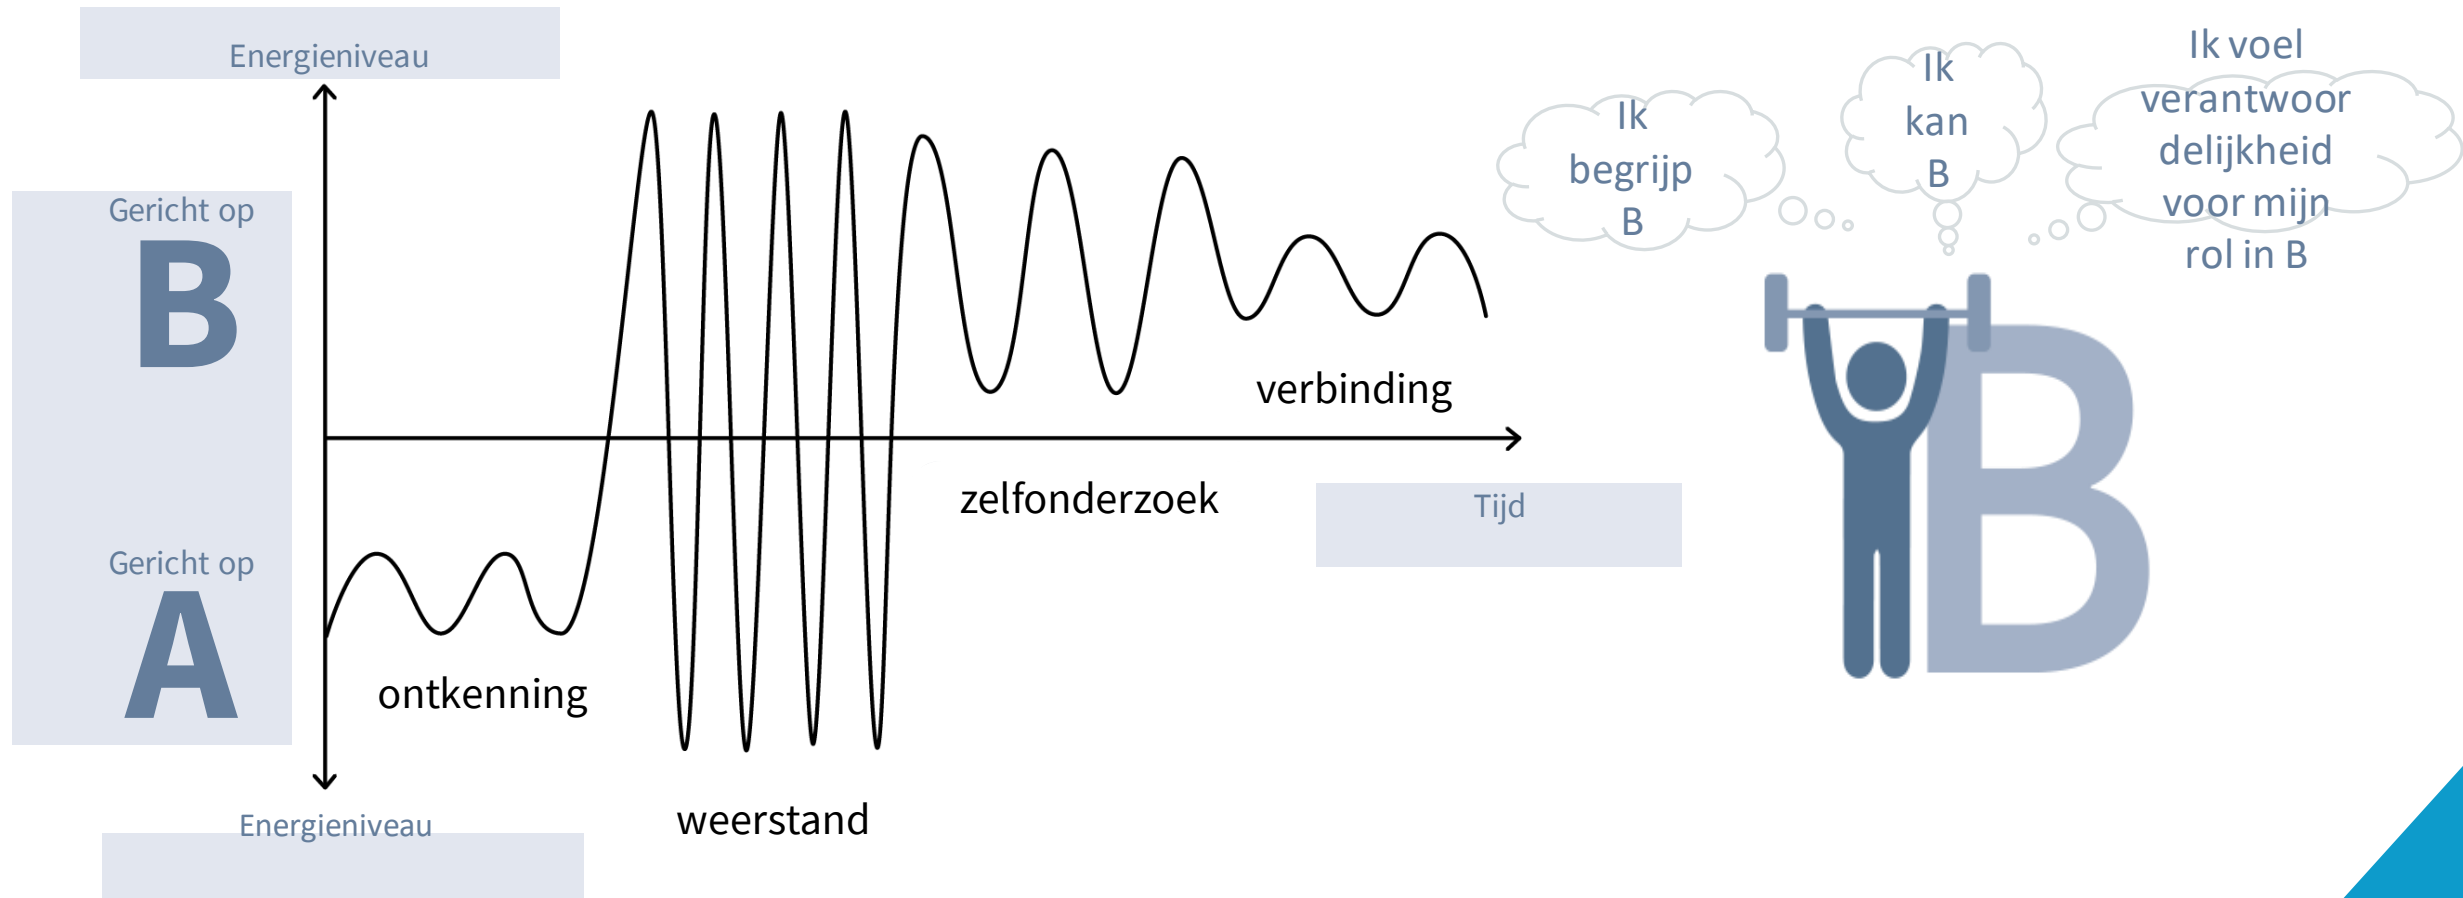 Energieniveau
Gericht op
B
Gericht op
A
Energieniveau
ontkenning
weerstand
zelfonderzoek
verbinding
Tijd
Ik
begrijp
B
Ik
kan
B
Ik voel
verantwoor
delijkheid
voor mijn
rol in B
B